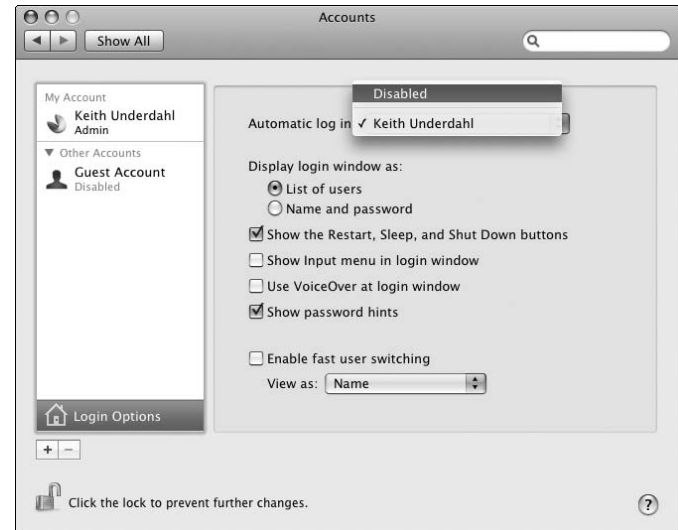 Accounts
Show All
My Account
Keith Underdahl
Admin
Other Accounts
Guest Account
Disabled
Disabled
Automatic log in
✓ Keith Underdahl
Display login window as:
List of users
Name and password
Show the Restart, Sleep, and Shut Down buttons
Show Input menu in login window
Use VoiceOver at login window
Show password hints
Enable fast user switching
View as: Name
Login Options
+ −
Click the lock to prevent further changes.
?